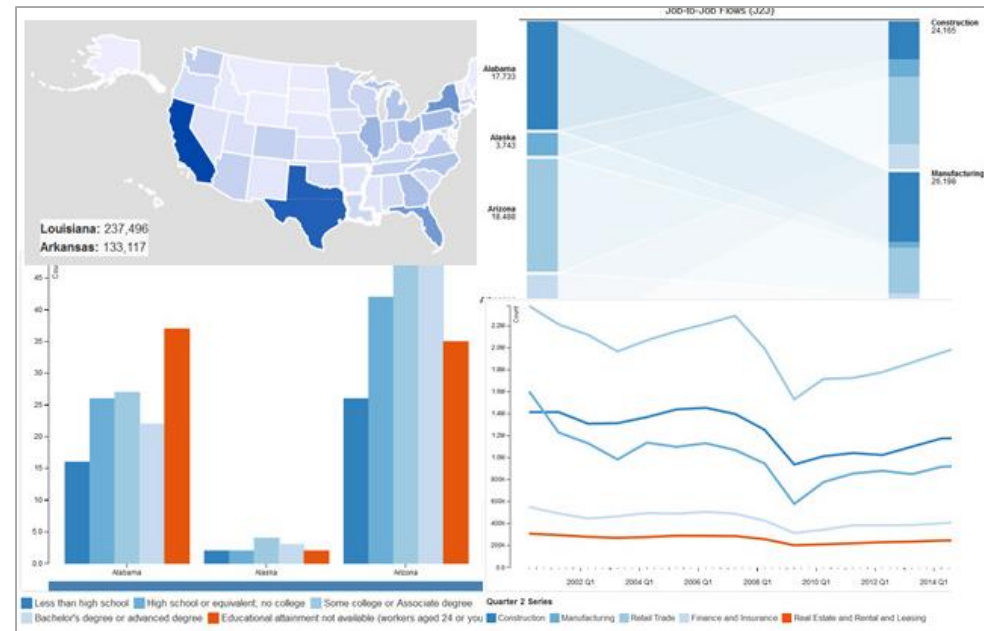 Job-to-Job Flows (J2J)
Construction
24,165
Alabama
17,733
Alaska
3,743
Manufacturing
26,198
Arizona
18,488
Louisiana: 237,496
Arkansas: 133,117
Count
45
40
35
30
25
20
15
10
5.0
0.0
Alabama
Alaska
Arizona
Less than high school
High school or equivalent, no college
Some college or Associate degree
Bachelor's degree or advanced degree
Educational attainment not available (workers aged 24 or you
2.2M
2.0M
1.8M
1.6M
1.4M
1.2M
1.0M
800k
600k
400k
200k
0.0
2002 Q1
2004 Q1
2006 Q1
2008 Q1
2010 Q1
2012 Q1
2014 Q1
Quarter 2 Series
Construction
Manufacturing
Retail Trade
Finance and Insurance
Real Estate and Rental and Leasing